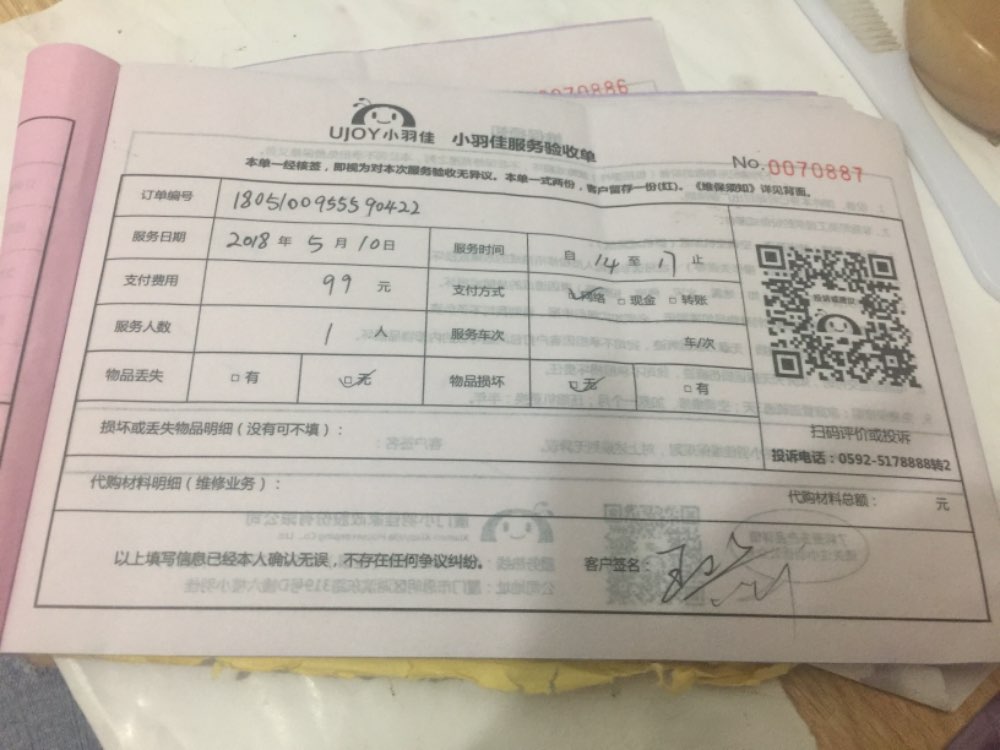 0070886
UJOY小羽佳 小羽佳服务验收单
No.0070887
本单一经核签，即视为对本次服务验收无异议。本单一式两份，客户留存一份(红)。《维保须知》详见背面。
订单编号 1805100955590422
服务日期 2018 年 5 月 10 日 服务时间 自 14 至 17 止
支付费用 99 元 支付方式 网络 现金 转账
服务人数 1 人 服务车次 车/次
物品丢失 有 无 物品损坏 无 有
投诉或建议
扫码评价或投诉
投诉电话：0592-5178888转2
损坏或丢失物品明细（没有可不填）：
代购材料明细（维修业务）： 代购材料总额： 元
以上填写信息已经本人确认无误，不存在任何争议纠纷。 客户签名：